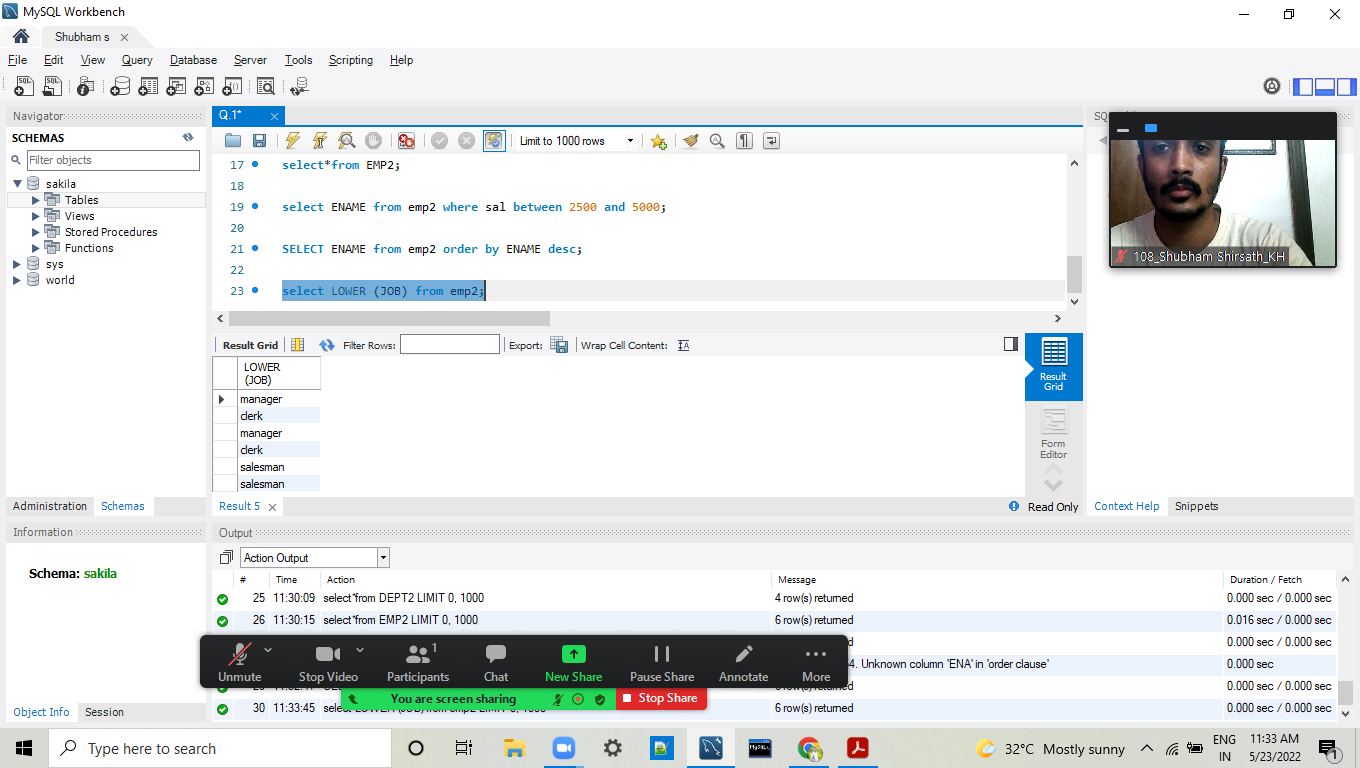 MySQL Workbench
Shubham s
File Edit View Query Database Server Tools Scripting Help
Navigator
SCHEMAS
Filter objects
sakila
Tables
Views
Stored Procedures
Functions
sys
world
Administration Schemas
Information
Schema: sakila
Object Info Session
Q.1*
Limit to 1000 rows
17 select*from EMP2;
18
19 select ENAME from emp2 where sal between 2500 and 5000;
20
21 SELECT ENAME from emp2 order by ENAME desc;
22
23 select LOWER (JOB) from emp2;
Result Grid Filter Rows: Export: Wrap Cell Content:
LOWER
(JOB)
manager
clerk
manager
clerk
salesman
salesman
Result
Grid
Form
Editor
Result 5 Read Only
SQ
108_Shubham Shirsath_KH
Context Help Snippets
Output
Action Output
# Time Action Message Duration / Fetch
25 11:30:09 select*from DEPT2 LIMIT 0, 1000 4 row(s) returned 0.000 sec / 0.000 sec
26 11:30:15 select*from EMP2 LIMIT 0, 1000 6 row(s) returned 0.016 sec / 0.000 sec
0.000 sec / 0.000 sec
4. Unknown column 'ENA' in 'order clause' 0.000 sec
6 row(s) returned 0.000 sec / 0.000 sec
30 11:33:45 select LOWER (JOB) from emp2 LIMIT 0, 1000 6 row(s) returned 0.000 sec / 0.000 sec
Unmute Stop Video Participants 1 Chat New Share Pause Share Annotate More
You are screen sharing Stop Share
Type here to search
32°C Mostly sunny
ENG
IN
11:33 AM
5/23/2022
1